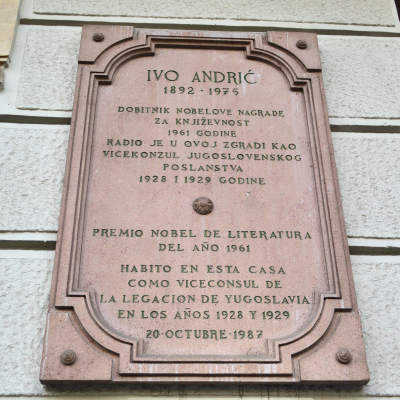 IVO ANDRIĆ
1892 · 1975
DOBITNIK NOBELOVE NAGRADE
ZA KNJIŽEVNOST
1961 GODINE
RADIO JE U OVOJ ZGRADI KAO
VICEKONZUL JUGOSLOVENSKOG
POSLANSTVA
1928 I 1929 GODINE
PREMIO NOBEL DE LITERATURA
DEL AÑO 1961
HABITO EN ESTA CASA
COMO VICECONSUL DE
LA LEGACION DE YUGOSLAVIA
EN LOS AÑOS 1928 Y 1929
20·OCTUBRE·1987